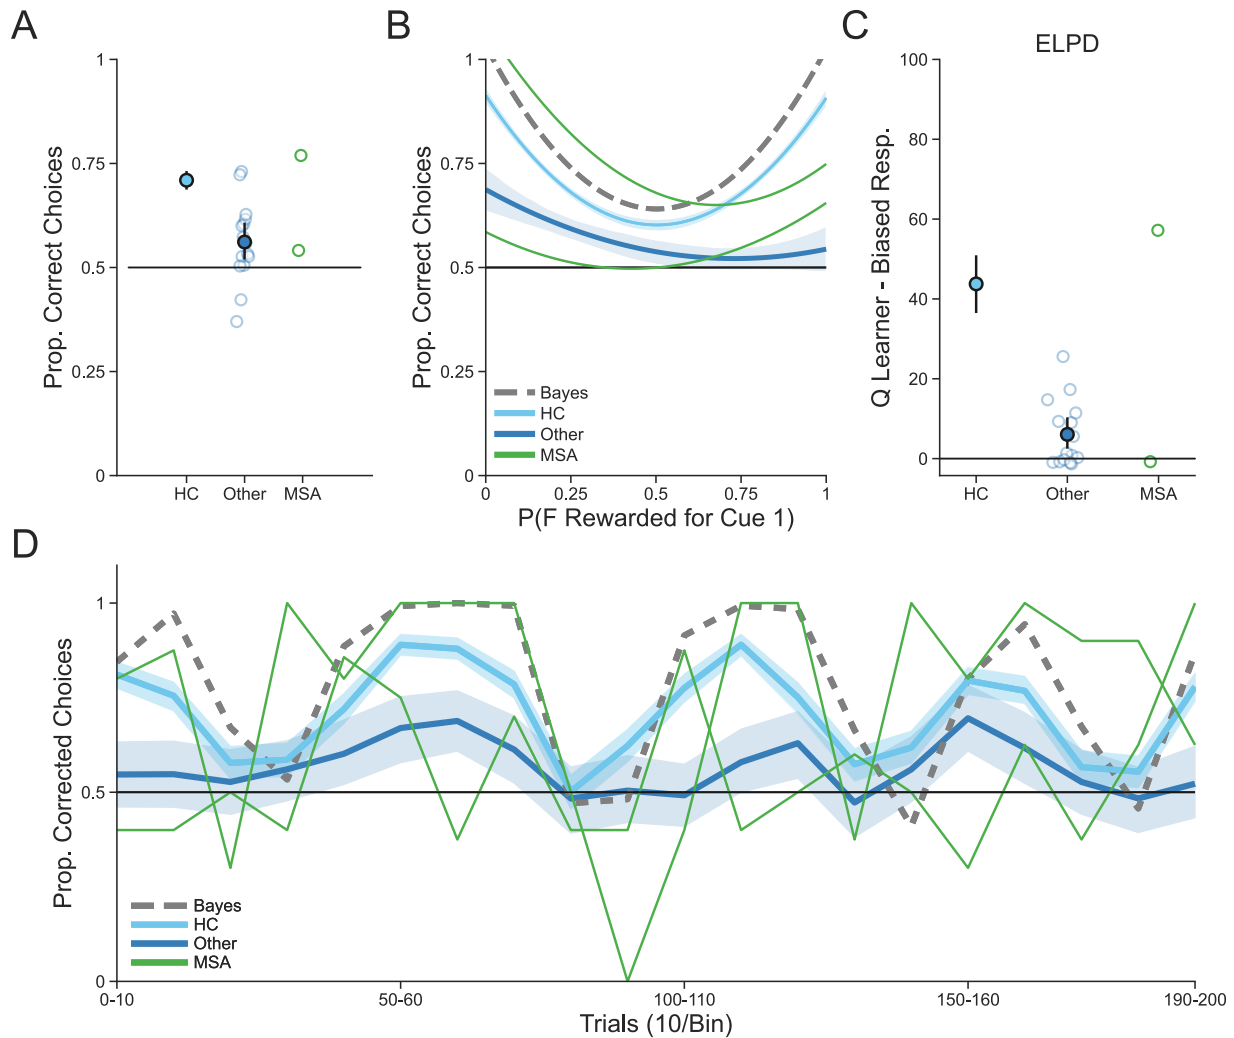 A
B
C
ELPD
1
0.75
0.5
0.25
0
Prop. Correct Choices
HC
Other
MSA
1
0.75
0.5
0.25
0
Prop. Correct Choices
Bayes
HC
Other
MSA
0
0.25
0.5
0.75
1
P(F Rewarded for Cue 1)
100
80
60
40
20
0
Q Learner - Biased Resp.
HC
Other
MSA
D
1
0.5
0
Prop. Corrected Choices
Bayes
HC
Other
MSA
0-10
50-60
100-110
150-160
190-200
Trials (10/Bin)